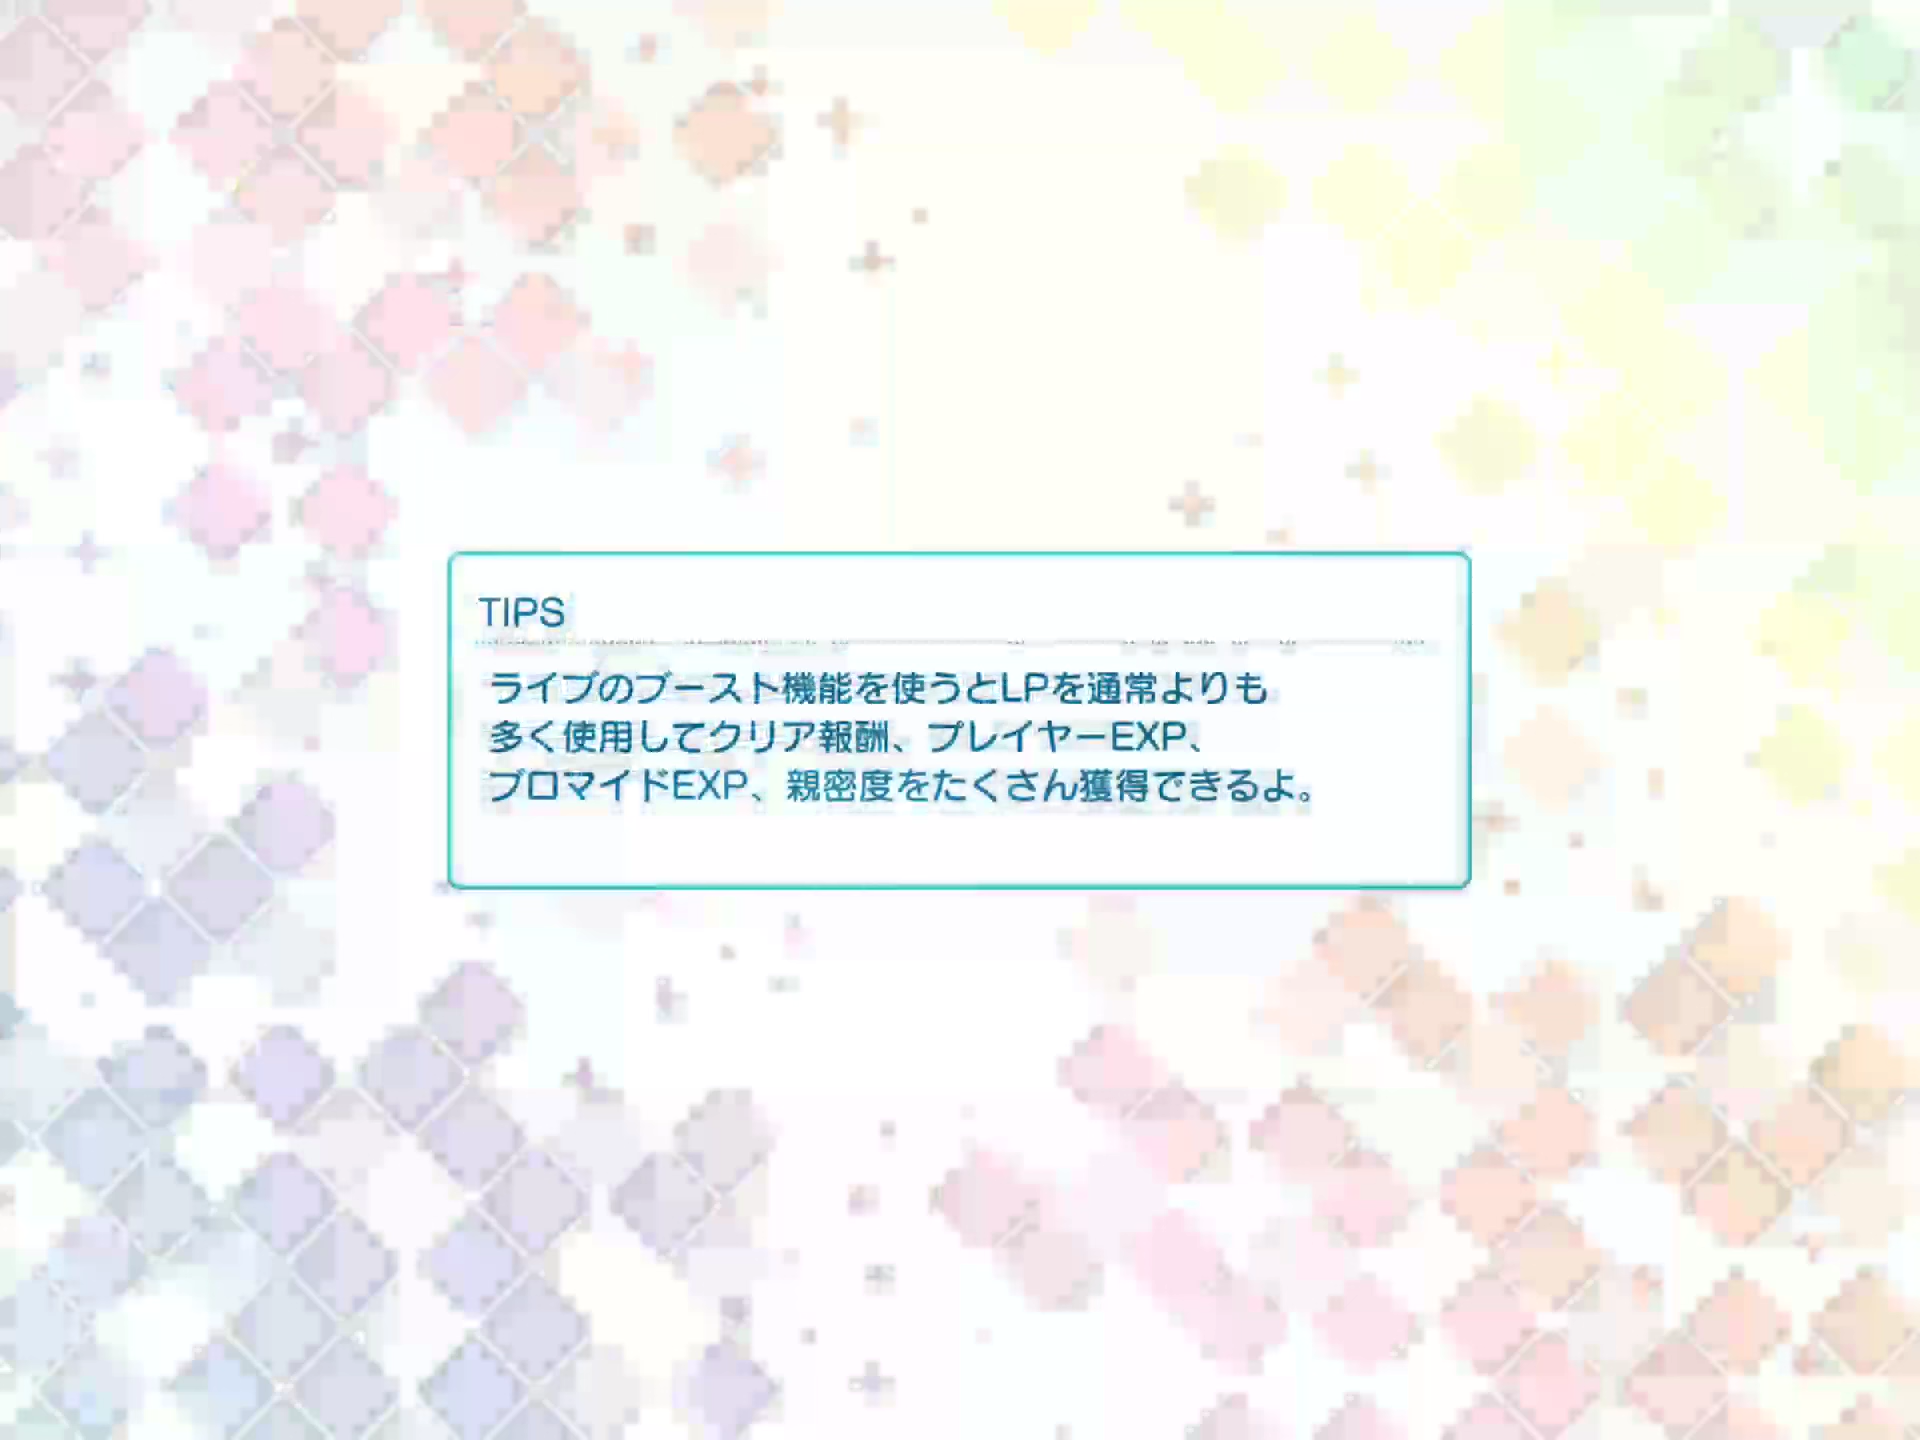 TIPS
ライブのブースト機能を使うとLPを通常よりも
多く使用してクリア報酬、プレイヤーEXP、
ブロマイドEXP、親密度をたくさん獲得できるよ。